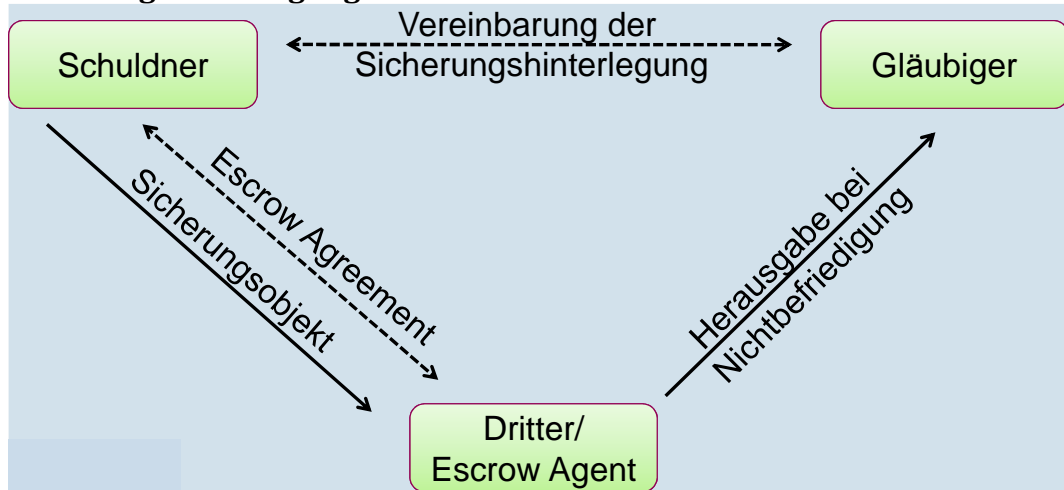 Vereinbarung der
Sicherungshinterlegung
Schuldner
Gläubiger
Escrow Agreement
Sicherungsobjekt
Herausgabe bei
Nichtbefriedigung
Dritter/
Escrow Agent